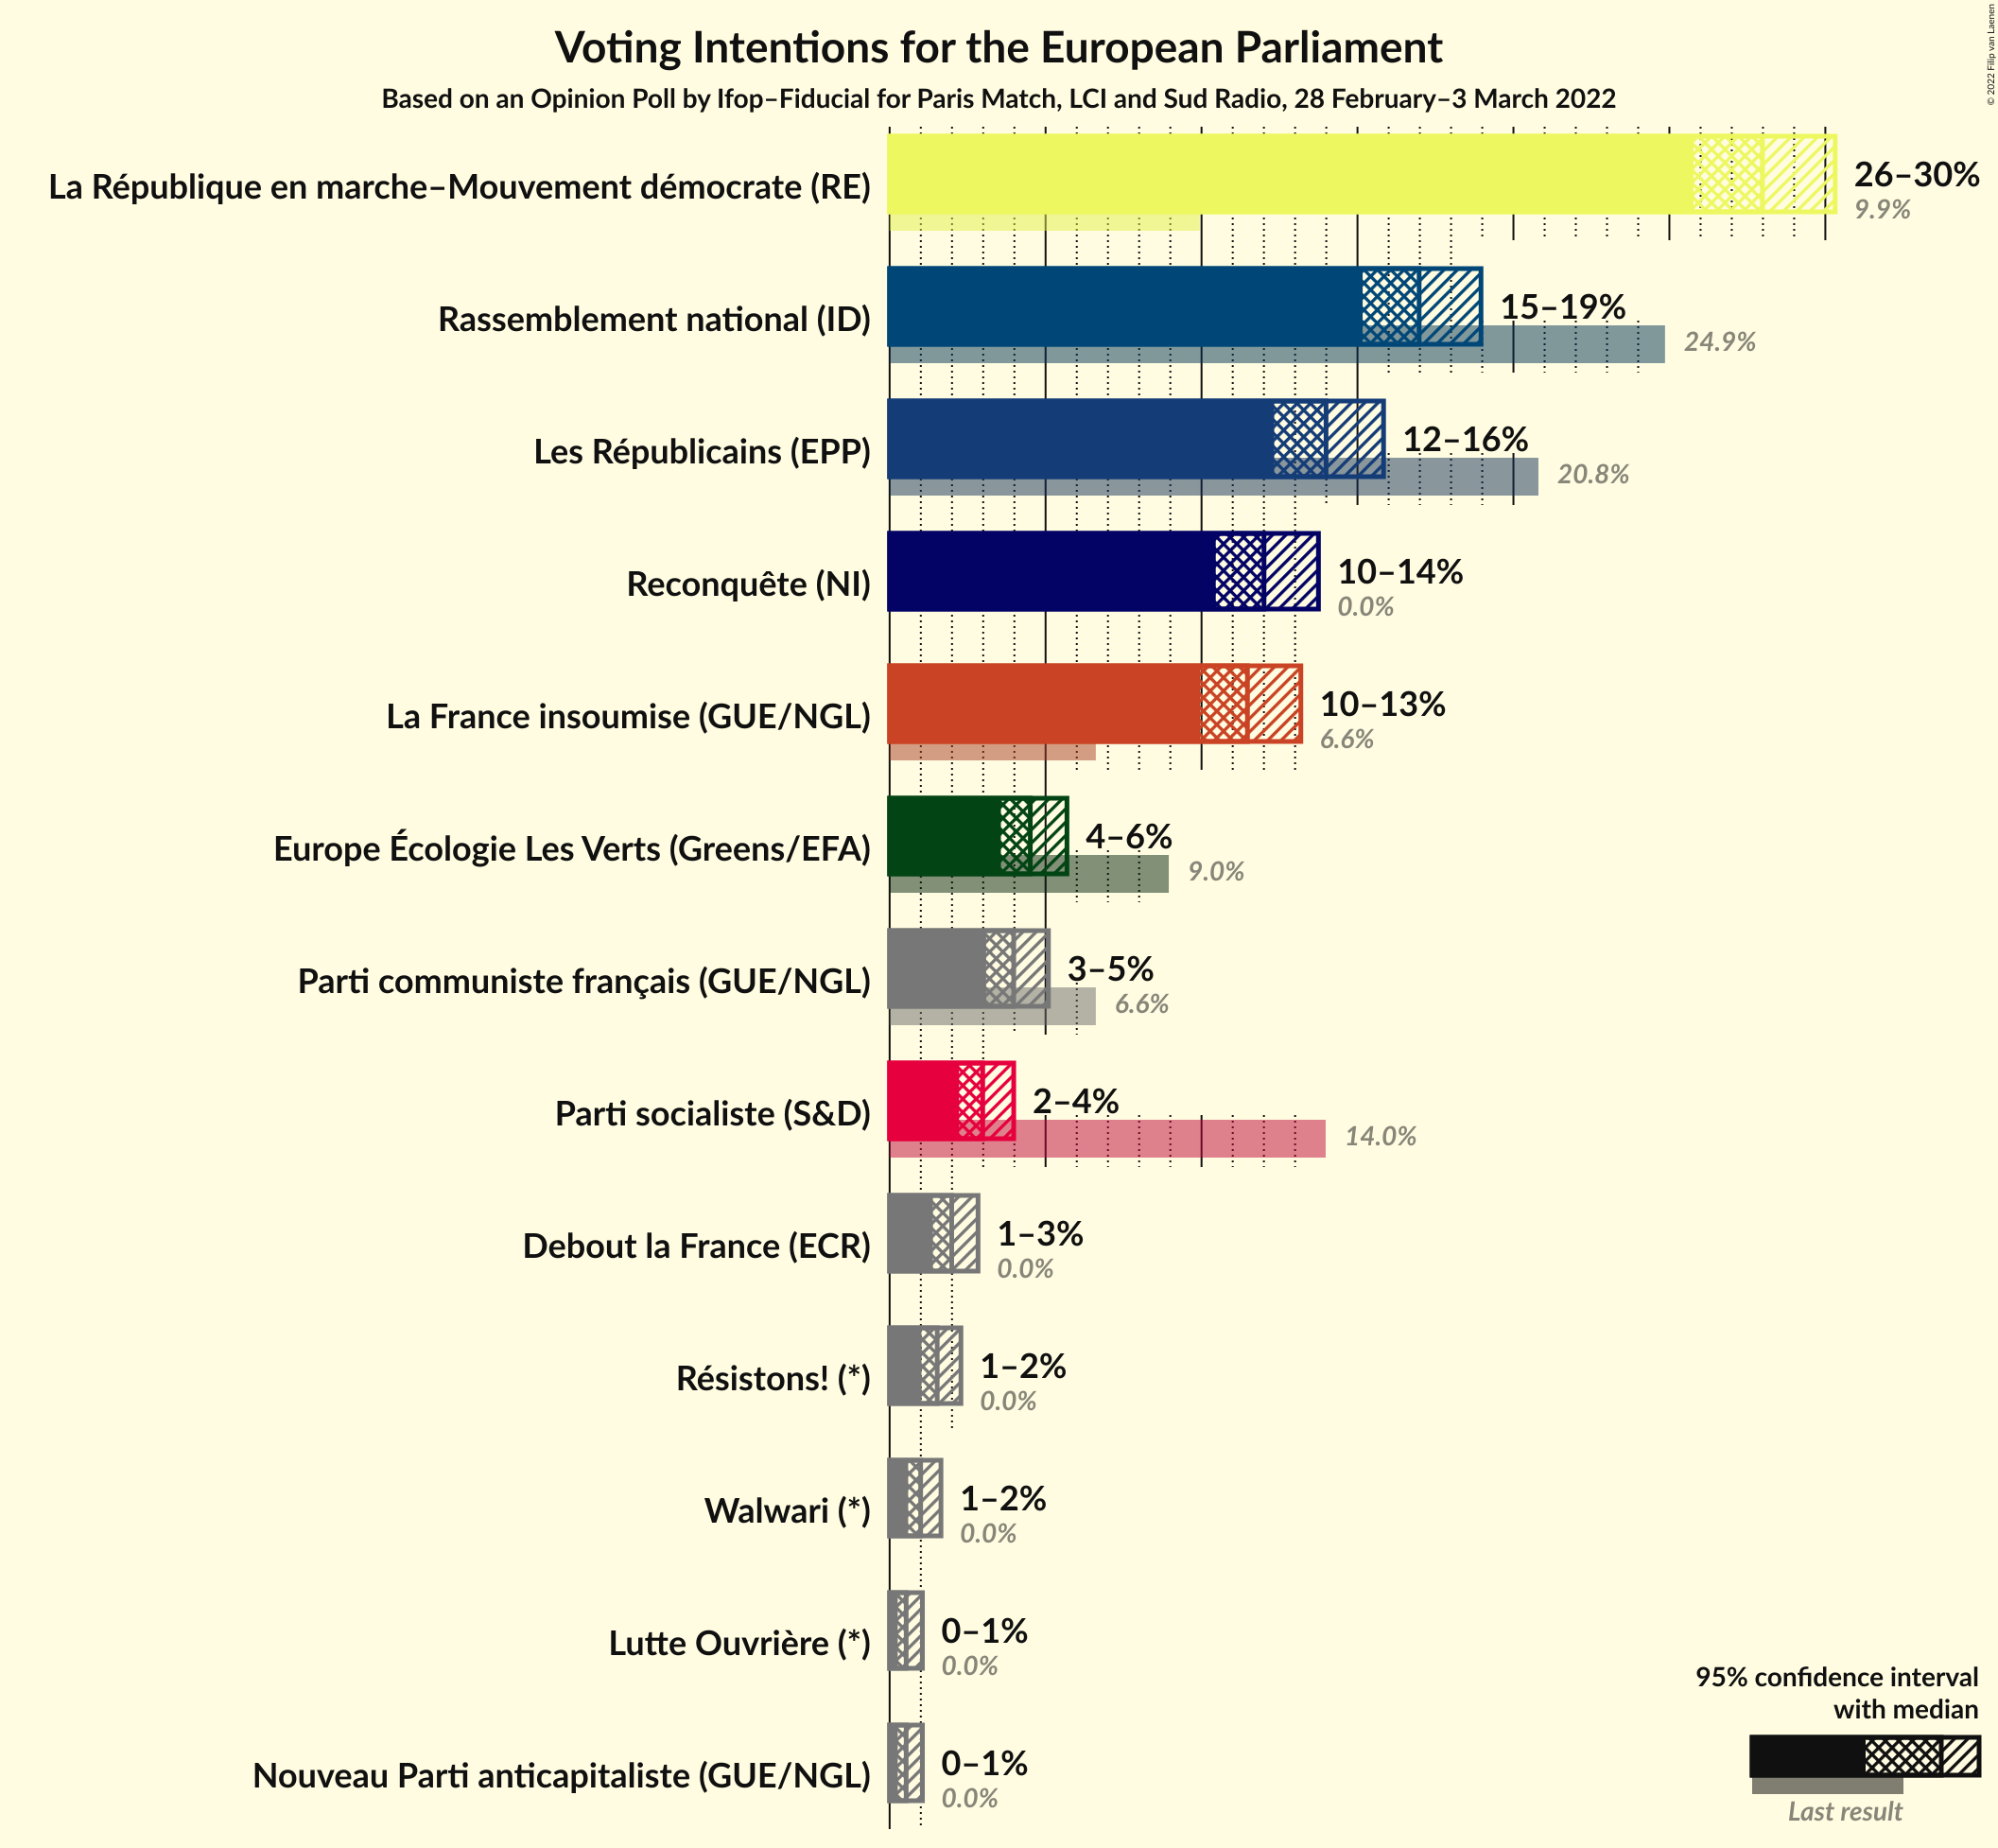 Voting Intentions for the European Parliament
Based on an Opinion Poll by Ifop–Fiducial for Paris Match, LCI and Sud Radio, 28 February–3 March 2022
© 2022 Filip van Laenen
La République en marche–Mouvement démocrate (RE)
26–30%
9.9%
Rassemblement national (ID)
15–19%
24.9%
Les Républicains (EPP)
12–16%
20.8%
Reconquête (NI)
10–14%
0.0%
La France insoumise (GUE/NGL)
10–13%
6.6%
Europe Écologie Les Verts (Greens/EFA)
4–6%
9.0%
Parti communiste français (GUE/NGL)
3–5%
6.6%
Parti socialiste (S&D)
2–4%
14.0%
Debout la France (ECR)
1–3%
0.0%
Résistons! (*)
1–2%
0.0%
Walwari (*)
1–2%
0.0%
Lutte Ouvrière (*)
0–1%
0.0%
Nouveau Parti anticapitaliste (GUE/NGL)
0–1%
0.0%
95% confidence interval
with median
Last result